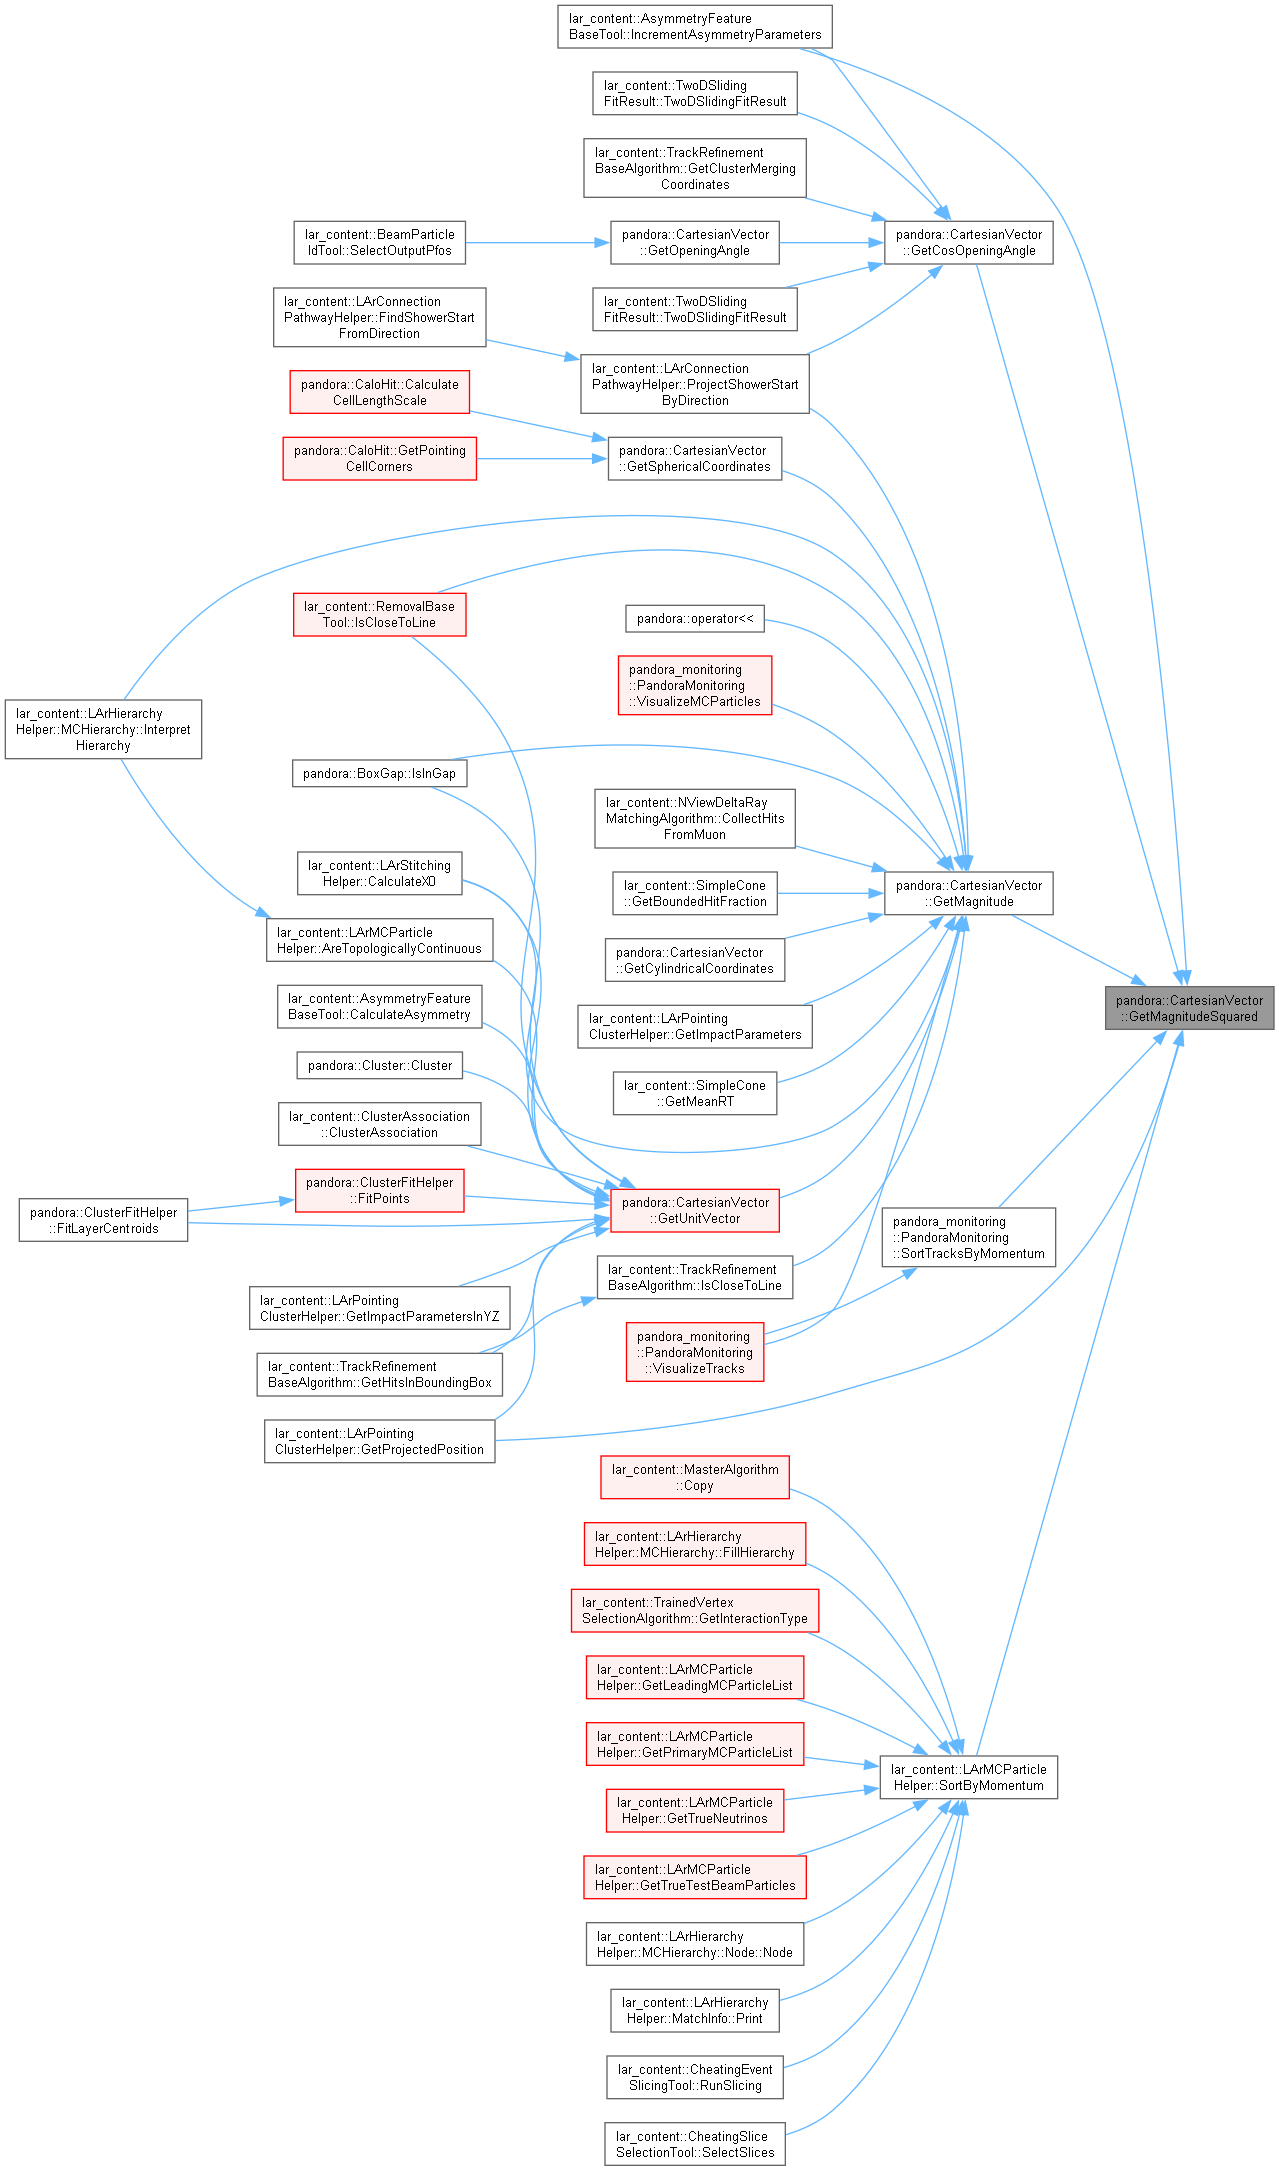 lar_content::AsymmetryFeature
BaseTool::IncrementAsymmetryParameters
lar_content::TwoDSliding
FitResult::TwoDSlidingFitResult
lar_content::TrackRefinement
BaseAlgorithm::GetClusterMerging
Coordinates
lar_content::BeamParticle
IdTool::SelectOutputPfos
pandora::CartesianVector
::GetOpeningAngle
pandora::CartesianVector
::GetCosOpeningAngle
lar_content::TwoDSliding
FitResult::TwoDSlidingFitResult
lar_content::LArConnection
PathwayHelper::FindShowerStart
FromDirection
lar_content::LArConnection
PathwayHelper::ProjectShowerStart
ByDirection
pandora::CaloHit::Calculate
CellLengthScale
pandora::CaloHit::GetPointing
CellCorners
pandora::CartesianVector
::GetSphericalCoordinates
lar_content::RemovalBase
Tool::IsCloseToLine
pandora::operator<<
pandora_monitoring
::PandoraMonitoring
::VisualizeMCParticles
lar_content::LArHierarchy
Helper::MCHierarchy::Interpret
Hierarchy
pandora::BoxGap::IsInGap
lar_content::NViewDeltaRay
MatchingAlgorithm::CollectHits
FromMuon
lar_content::LArStitching
Helper::CalculateX0
lar_content::SimpleCone
::GetBoundedHitFraction
pandora::CartesianVector
::GetMagnitude
lar_content::LArMCParticle
Helper::AreTopologicallyContinuous
pandora::CartesianVector
::GetCylindricalCoordinates
lar_content::AsymmetryFeature
BaseTool::CalculateAsymmetry
lar_content::LArPointing
ClusterHelper::GetImpactParameters
pandora::CartesianVector
::GetMagnitudeSquared
pandora::Cluster::Cluster
lar_content::SimpleCone
::GetMeanRT
lar_content::ClusterAssociation
::ClusterAssociation
pandora::ClusterFitHelper
::FitPoints
pandora::CartesianVector
::GetUnitVector
pandora::ClusterFitHelper
::FitLayerCentroids
pandora_monitoring
::PandoraMonitoring
::SortTracksByMomentum
lar_content::LArPointing
ClusterHelper::GetImpactParametersInYZ
lar_content::TrackRefinement
BaseAlgorithm::IsCloseToLine
lar_content::TrackRefinement
BaseAlgorithm::GetHitsInBoundingBox
pandora_monitoring
::PandoraMonitoring
::VisualizeTracks
lar_content::LArPointing
ClusterHelper::GetProjectedPosition
lar_content::MasterAlgorithm
::Copy
lar_content::LArHierarchy
Helper::MCHierarchy::FillHierarchy
lar_content::TrainedVertex
SelectionAlgorithm::GetInteractionType
lar_content::LArMCParticle
Helper::GetLeadingMCParticleList
lar_content::LArMCParticle
Helper::GetPrimaryMCParticleList
lar_content::LArMCParticle
Helper::SortByMomentum
lar_content::LArMCParticle
Helper::GetTrueNeutrinos
lar_content::LArMCParticle
Helper::GetTrueTestBeamParticles
lar_content::LArHierarchy
Helper::MCHierarchy::Node::Node
lar_content::LArHierarchy
Helper::MatchInfo::Print
lar_content::CheatingEvent
SlicingTool::RunSlicing
lar_content::CheatingSlice
SelectionTool::SelectSlices